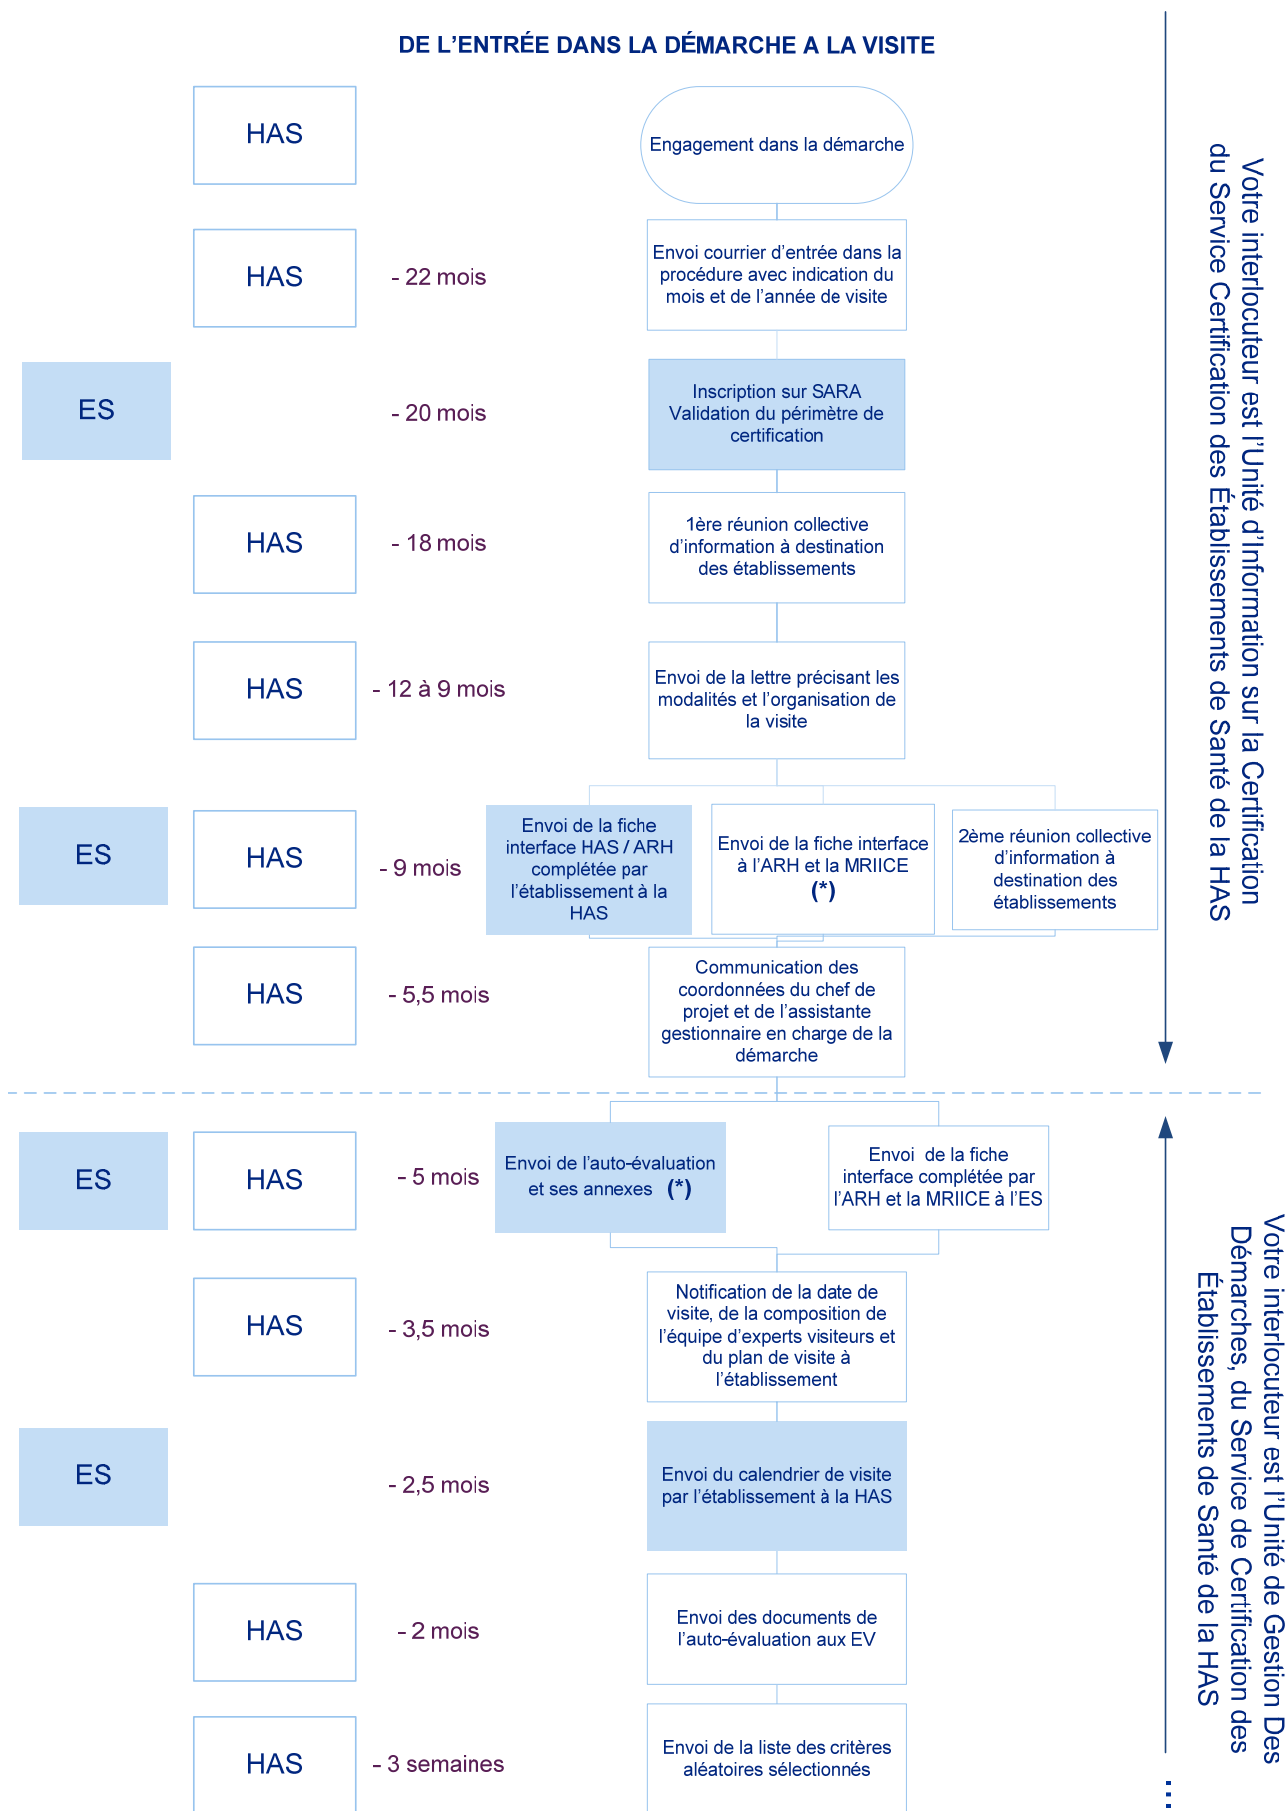 DE L'ENTRÉE DANS LA DÉMARCHE A LA VISITE
HAS
Engagement dans la démarche
HAS
- 22 mois
Envoi courrier d'entrée dans la
procédure avec indication du
mois et de l'année de visite
ES
- 20 mois
Inscription sur SARA
Validation du périmètre de
certification
HAS
- 18 mois
1ère réunion collective
d'information à destination
des établissements
HAS
- 12 à 9 mois
Envoi de la lettre précisant les
modalités et l'organisation de
la visite
ES
HAS
- 9 mois
Envoi de la fiche
interface HAS / ARH
complétée par
l'établissement à la
HAS
Envoi de la fiche interface
à l'ARH et la MRIICE
(*)
2ème réunion collective
d'information à
destination des
établissements
HAS
- 5,5 mois
Communication des
coordonnées du chef de
projet et de l'assistante
gestionnaire en charge de la
démarche
Votre interlocuteur est l'Unité d'Information sur la Certification
du Service Certification des Établissements de Santé de la HAS
ES
HAS
- 5 mois
Envoi de l'auto-évaluation
et ses annexes (*)
Envoi de la fiche
interface complétée par
l'ARH et la MRIICE à l'ES
HAS
- 3,5 mois
Notification de la date de
visite, de la composition de
l'équipe d'experts visiteurs et
du plan de visite à
l'établissement
ES
- 2,5 mois
Envoi du calendrier de visite
par l'établissement à la HAS
HAS
- 2 mois
Envoi des documents de
l'auto-évaluation aux EV
HAS
- 3 semaines
Envoi de la liste des critères
aléatoires sélectionnés
Votre interlocuteur est l'Unité de Gestion Des
Démarches, du Service de Certification des
Établissements de Santé de la HAS
...